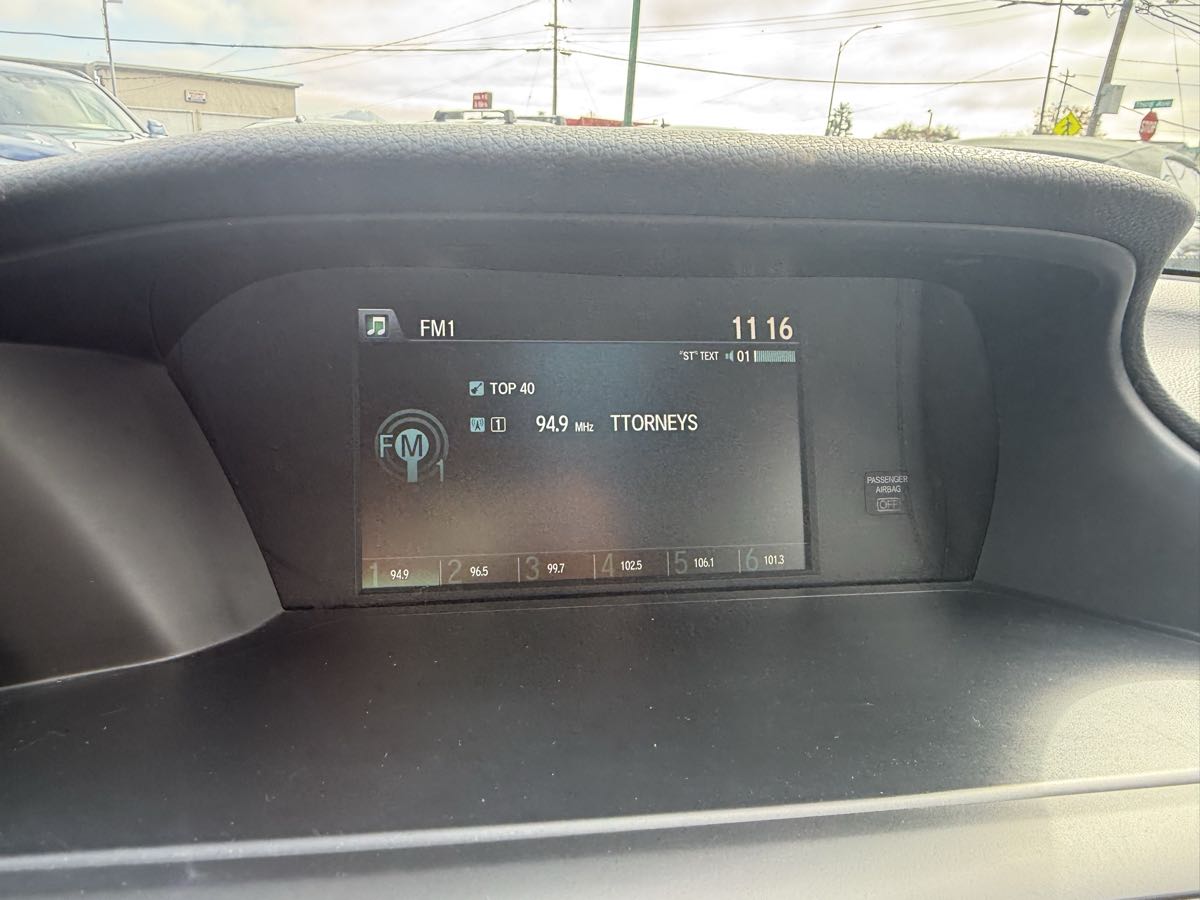 FM1
11 16
"ST" TEXT 01
TOP 40
1 94.9 MHz TTORNEYS
FM 1
PASSENGER
AIRBAG
OFF
1 94.9 2 96.5 3 99.7 4 102.5 5 106.1 6 101.3
STOP